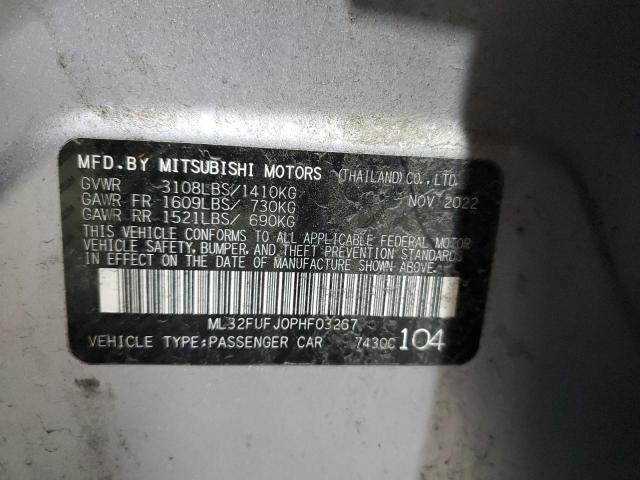 MFD.BY MITSUBISHI MOTORS (THAILAND) CO.,LTD.
GVWR 3108LBS/1410KG NOV 2022
GAWR FR 1609LBS/ 730KG
GAWR RR 1521LBS/ 690KG
THIS VEHICLE CONFORMS TO ALL APPLICABLE FEDERAL MOTOR
VEHICLE SAFETY, BUMPER, AND THEFT PREVENTION STANDARDS
IN EFFECT ON THE DATE OF MANUFACTURE SHOWN ABOVE.
ML32FUFJ0PHF03267
VEHICLE TYPE:PASSENGER CAR 7430C 104